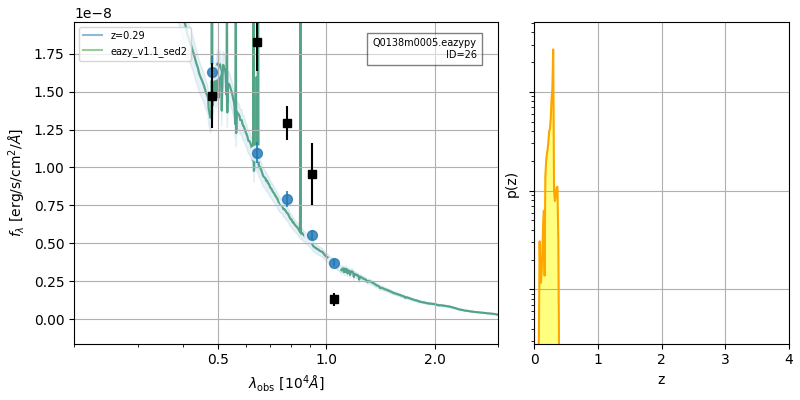 1e−8
z=0.29
eazy_v1.1_sed2
Q0138m0005.eazypy
ID=26
1.75
1.50
1.25
1.00
0.75
0.50
0.25
0.00
f_λ [erg/s/cm²/Å]
0.5
1.0
2.0
λ_obs [10⁴Å]
p(z)
0
1
2
3
4
z